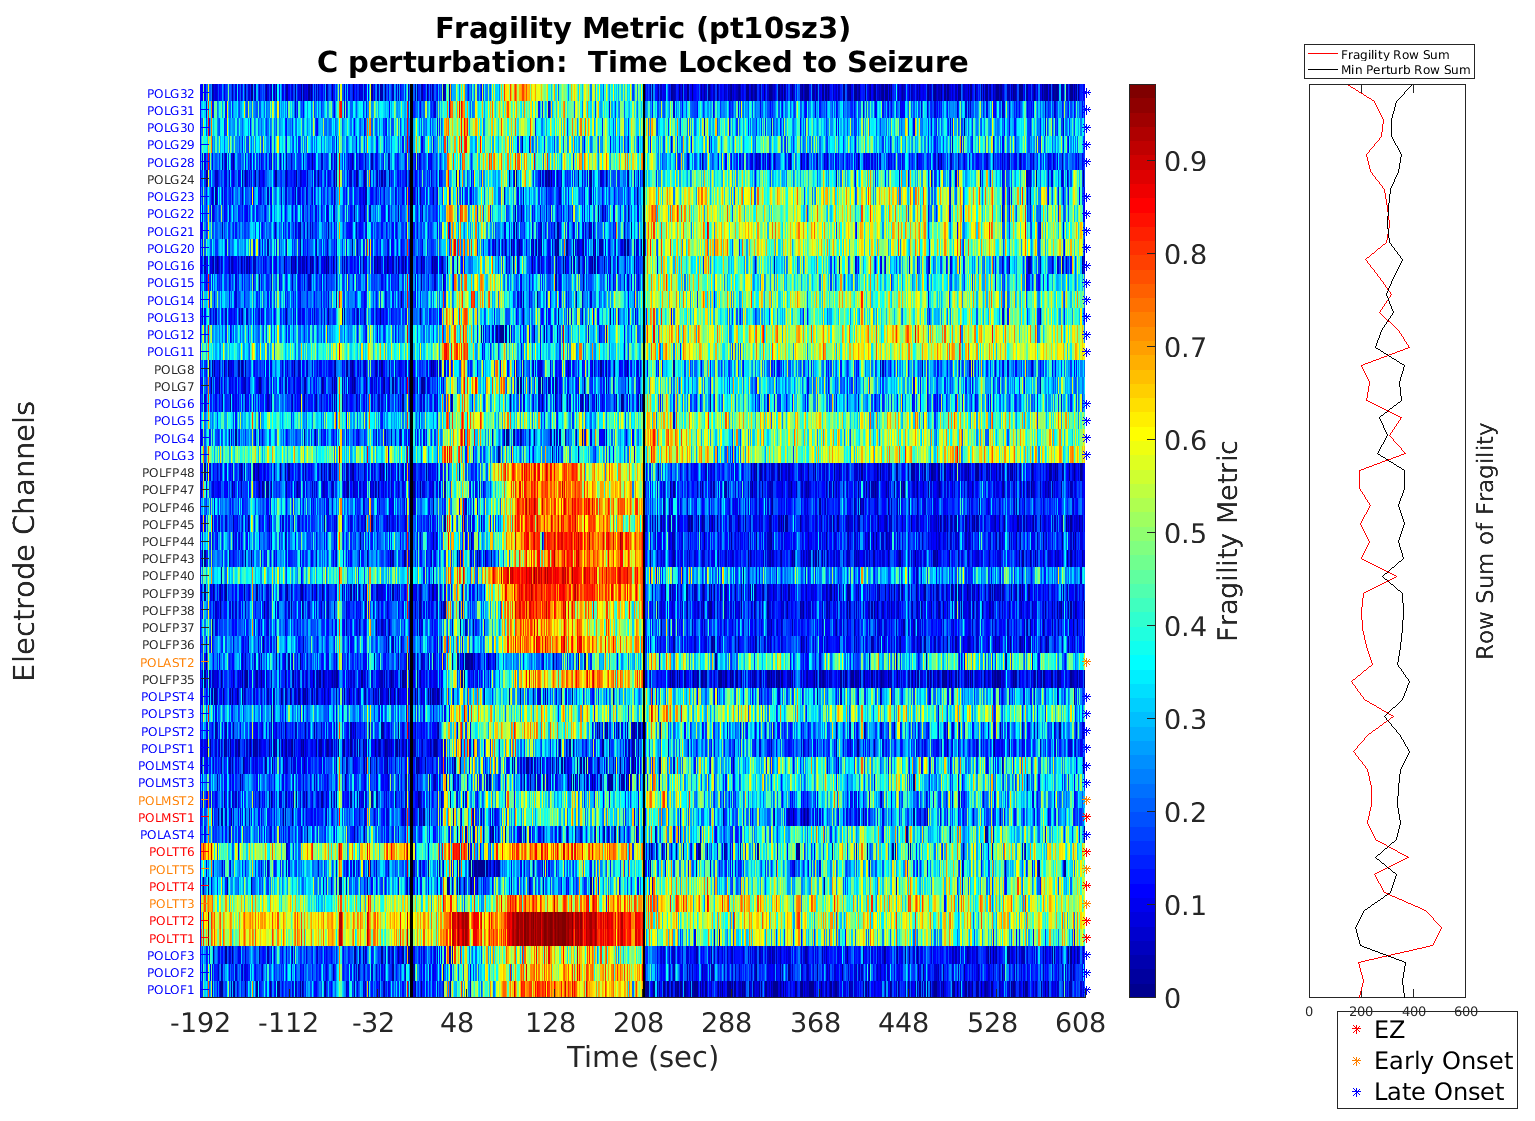 Fragility Metric (pt10sz3)
C perturbation:  Time Locked to Seizure
Fragility Row Sum
Min Perturb Row Sum
Electrode Channels
POLG32
POLG31
POLG30
POLG29
POLG28
POLG24
POLG23
POLG22
POLG21
POLG20
POLG16
POLG15
POLG14
POLG13
POLG12
POLG11
POLG8
POLG7
POLG6
POLG5
POLG4
POLG3
POLFP48
POLFP47
POLFP46
POLFP45
POLFP44
POLFP43
POLFP40
POLFP39
POLFP38
POLFP37
POLFP36
POLAST2
POLFP35
POLPST4
POLPST3
POLPST2
POLPST1
POLMST4
POLMST3
POLMST2
POLMST1
POLAST4
POLTT6
POLTT5
POLTT4
POLTT3
POLTT2
POLTT1
POLOF3
POLOF2
POLOF1
-192 -112 -32 48 128 208 288 368 448 528 608
Time (sec)
0.9
0.8
0.7
0.6
0.5
0.4
0.3
0.2
0.1
0
Fragility Metric
Row Sum of Fragility
0 200 400 600
EZ
Early Onset
Late Onset